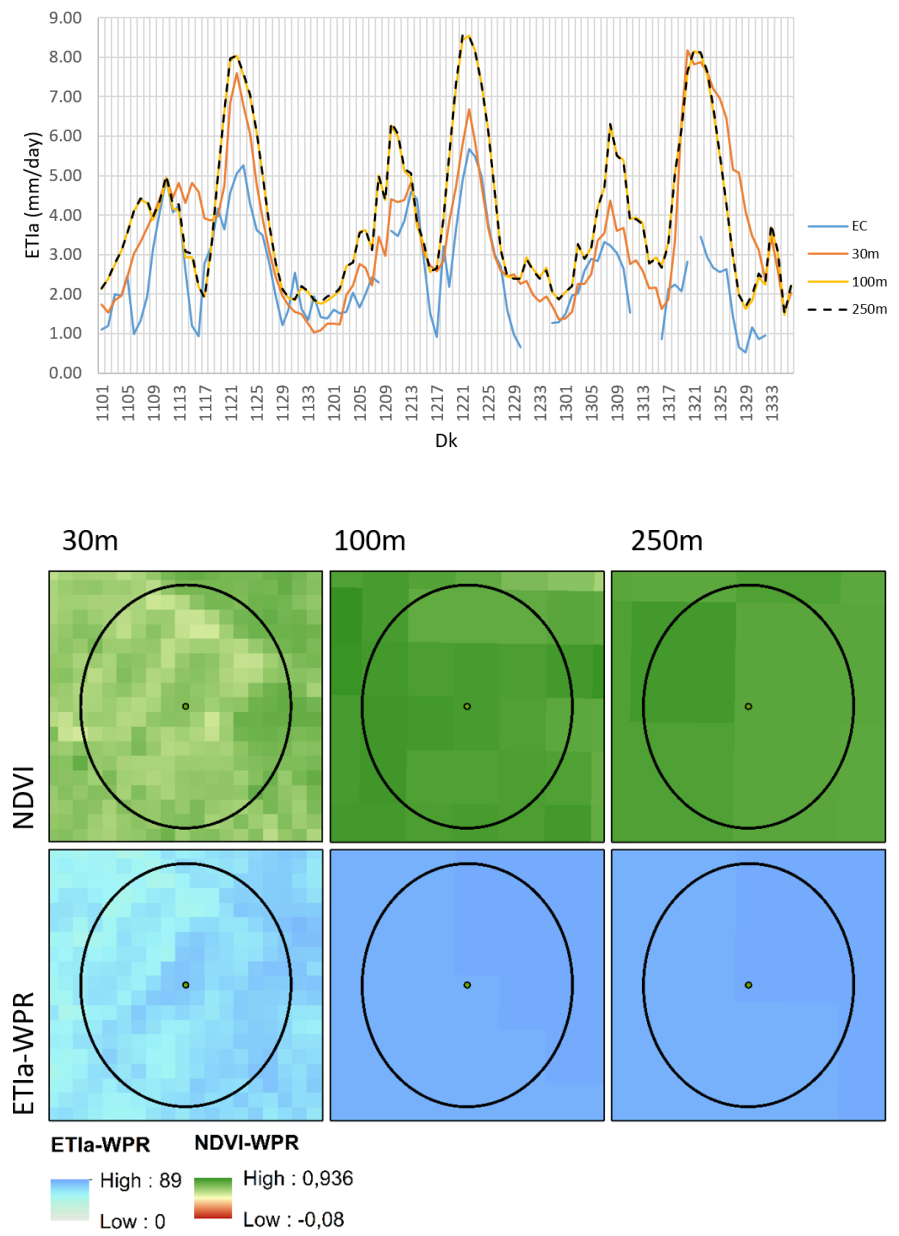 9.00
8.00
7.00
6.00
5.00
4.00
3.00
2.00
1.00
0.00
ETIa (mm/day)
1101
1105
1109
1113
1117
1121
1125
1129
1133
1201
1205
1209
1213
1217
1221
1225
1229
1233
1301
1305
1309
1313
1317
1321
1325
1329
1333
Dk
EC
30m
100m
250m
30m
100m
250m
NDVI
ETIa-WPR
ETIa-WPR
NDVI-WPR
High : 89
High : 0,936
Low : 0
Low : -0,08